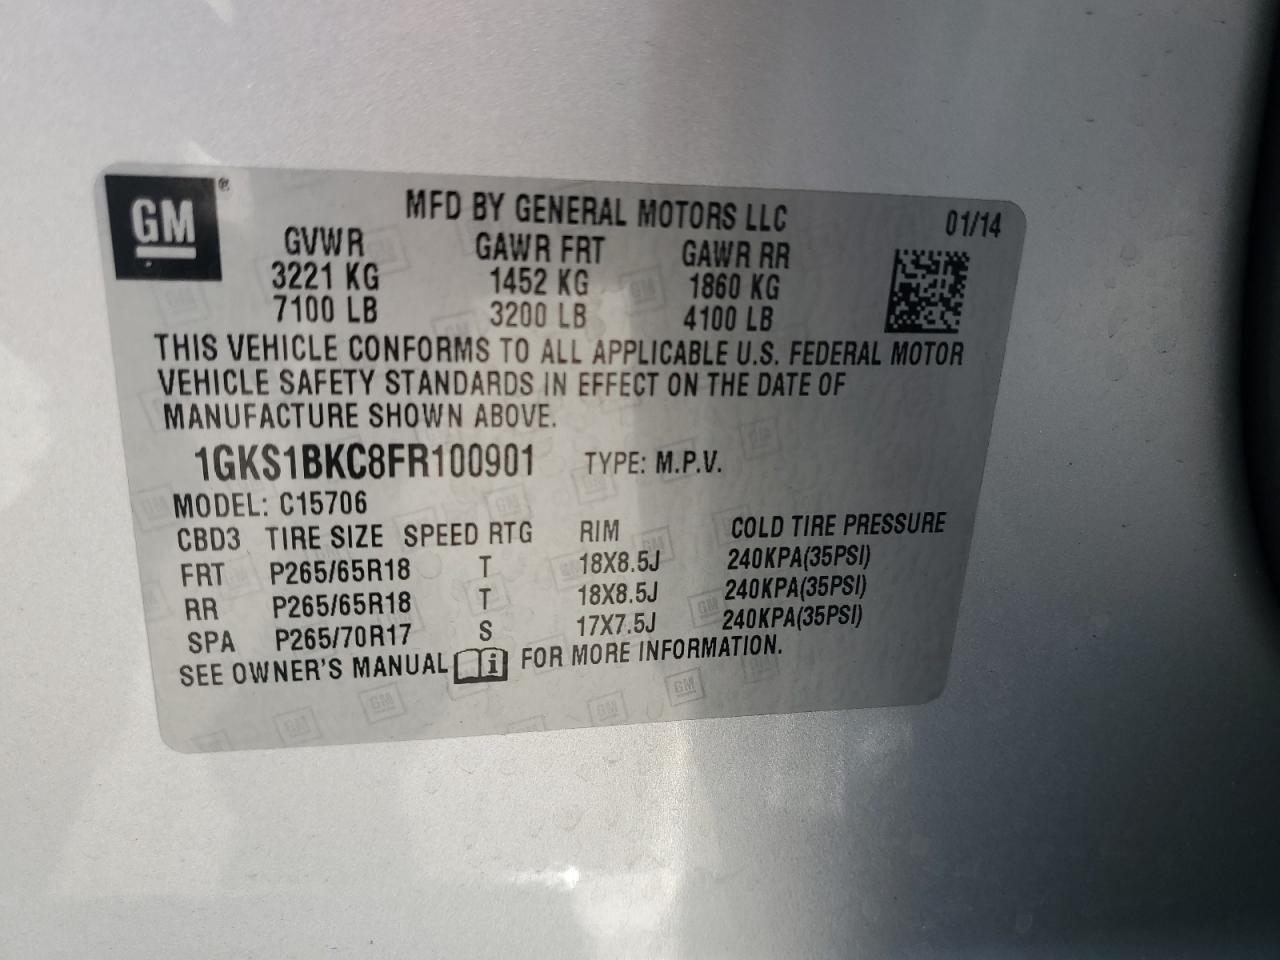 GM ®
MFD BY GENERAL MOTORS LLC 01/14
GVWR GAWR FRT GAWR RR
3221 KG 1452 KG 1860 KG
7100 LB 3200 LB 4100 LB
THIS VEHICLE CONFORMS TO ALL APPLICABLE U.S. FEDERAL MOTOR
VEHICLE SAFETY STANDARDS IN EFFECT ON THE DATE OF
MANUFACTURE SHOWN ABOVE.
1GKS1BKC8FR100901 TYPE: M.P.V.
MODEL: C15706
CBD3 TIRE SIZE SPEED RTG RIM COLD TIRE PRESSURE
FRT P265/65R18 T 18X8.5J 240KPA(35PSI)
RR P265/65R18 T 18X8.5J 240KPA(35PSI)
SPA P265/70R17 S 17X7.5J 240KPA(35PSI)
SEE OWNER'S MANUAL i FOR MORE INFORMATION.